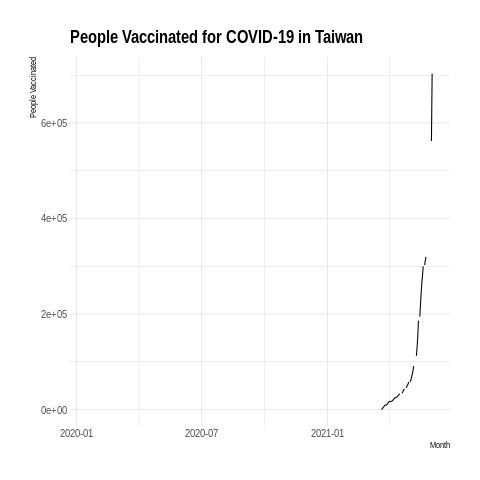 People Vaccinated for COVID-19 in Taiwan
People Vaccinated
6e+05
4e+05
2e+05
0e+00
2020-01 2020-07 2021-01
Month